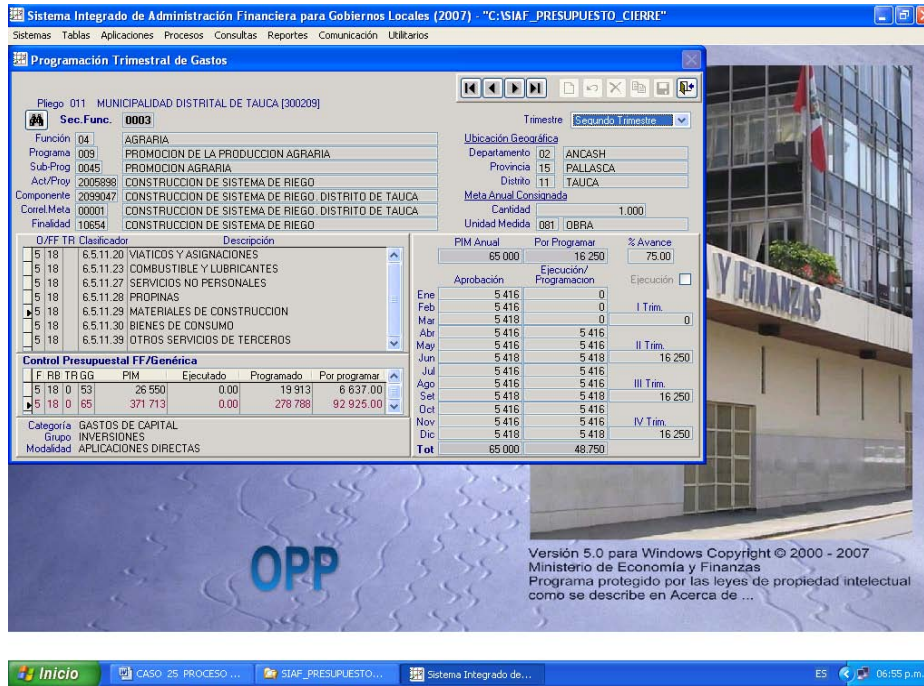 Sistema Integrado de Administración Financiera para Gobiernos Locales (2007) - "C:\SIAF_PRESUPUESTO_CIERRE"
Sistemas Tablas Aplicaciones Procesos Consultas Reportes Comunicación Utilitarios
Programación Trimestral de Gastos
Pliego 011 MUNICIPALIDAD DISTRITAL DE TAUCA [300209]
Sec.Func. 0003 Trimestre Segundo Trimestre
Función 04 AGRARIA Ubicación Geográfica
Programa 009 PROMOCION DE LA PRODUCCION AGRARIA Departamento 02 ANCASH
Sub-Prog 0045 PROMOCION AGRARIA Provincia 15 PALLASCA
Act/Proy 2005898 CONSTRUCCION DE SISTEMA DE RIEGO Distrito 11 TAUCA
Componente 2099047 CONSTRUCCION DE SISTEMA DE RIEGO. DISTRITO DE TAUCA Meta Anual Consignada
Correl.Meta 00001 CONSTRUCCION DE SISTEMA DE RIEGO. DISTRITO DE TAUCA Cantidad 1.000
Finalidad 10654 CONSTRUCCION DE SISTEMA DE RIEGO Unidad Medida 081 OBRA
O/FF TR Clasificador Descripción
5 18 6.5.11.20 VIATICOS Y ASIGNACIONES
5 18 6.5.11.23 COMBUSTIBLE Y LUBRICANTES
5 18 6.5.11.27 SERVICIOS NO PERSONALES
5 18 6.5.11.28 PROPINAS
5 18 6.5.11.29 MATERIALES DE CONSTRUCCION
5 18 6.5.11.30 BIENES DE CONSUMO
5 18 6.5.11.39 OTROS SERVICIOS DE TERCEROS
Control Presupuestal FF/Genérica
F RB TR GG PIM Ejecutado Programado Por programar
5 18 0 53 26 550 0.00 19 913 6 637.00
5 18 0 65 371 713 0.00 278 788 92 925.00
Categoría GASTOS DE CAPITAL
Grupo INVERSIONES
Modalidad APLICACIONES DIRECTAS
PIM Anual Por Programar % Avance
65 000 16 250 75.00
Aprobación Ejecución/ Programacion Ejecución
Ene 5 416 0
Feb 5 416 0 I Trim.
Mar 5 418 0 0
Abr 5 416 5 416
May 5 416 5 416 II Trim.
Jun 5 418 5 418 16 250
Jul 5 416 5 416
Ago 5 416 5 416 III Trim.
Set 5 418 5 418 16 250
Oct 5 416 5 416
Nov 5 416 5 416 IV Trim.
Dic 5 418 5 418 16 250
Tot 65 000 48.750
Y FINANZAS
OPP
Versión 5.0 para Windows Copyright © 2000 - 2007
Ministerio de Economía y Finanzas
Programa protegido por las leyes de propiedad intelectual
como se describe en Acerca de ...
Inicio CASO 25 PROCESO ... SIAF_PRESUPUESTO... Sistema Integrado de... ES 06:55 p.m.